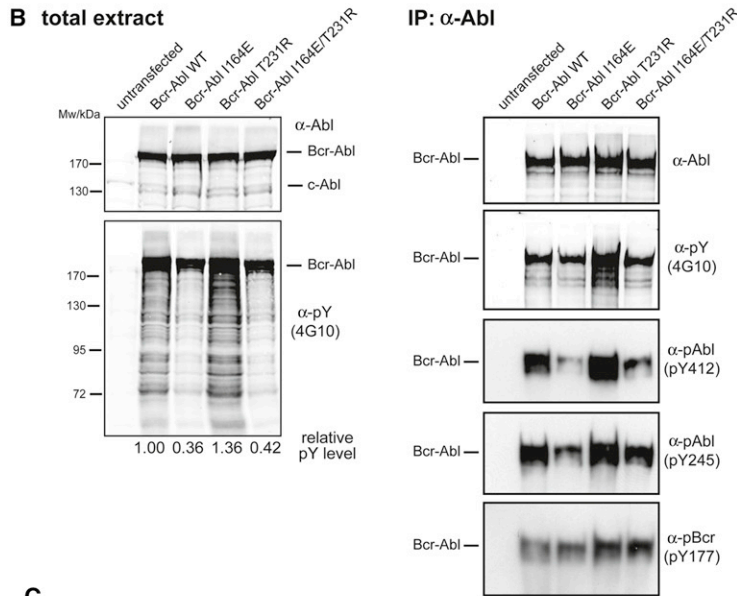 B total extract
untransfected
Bcr-Abl WT
Bcr-Abl I164E
Bcr-Abl T231R
Bcr-Abl I164E/T231R
Mw/kDa
α-Abl
Bcr-Abl
170
c-Abl
130
Bcr-Abl
170
130
α-pY
(4G10)
95
72
1.00 0.36 1.36 0.42
relative
pY level
IP: α-Abl
untransfected
Bcr-Abl WT
Bcr-Abl I164E
Bcr-Abl T231R
Bcr-Abl I164E/T231R
Bcr-Abl
α-Abl
Bcr-Abl
α-pY
(4G10)
Bcr-Abl
α-pAbl
(pY412)
Bcr-Abl
α-pAbl
(pY245)
Bcr-Abl
α-pBcr
(pY177)
C